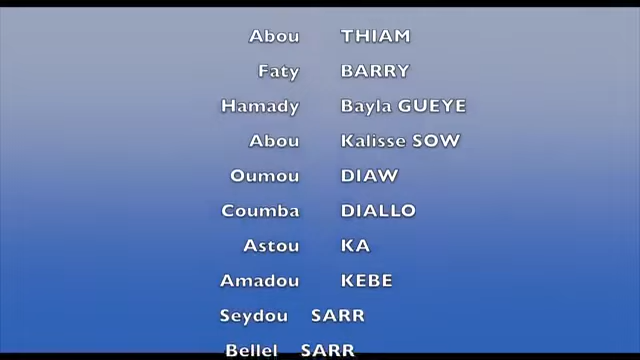 Abou THIAM
Faty BARRY
Hamady Bayla GUEYE
Abou Kalisse SOW
Oumou DIAW
Coumba DIALLO
Astou KA
Amadou KEBE
Seydou SARR
Bellel SARR